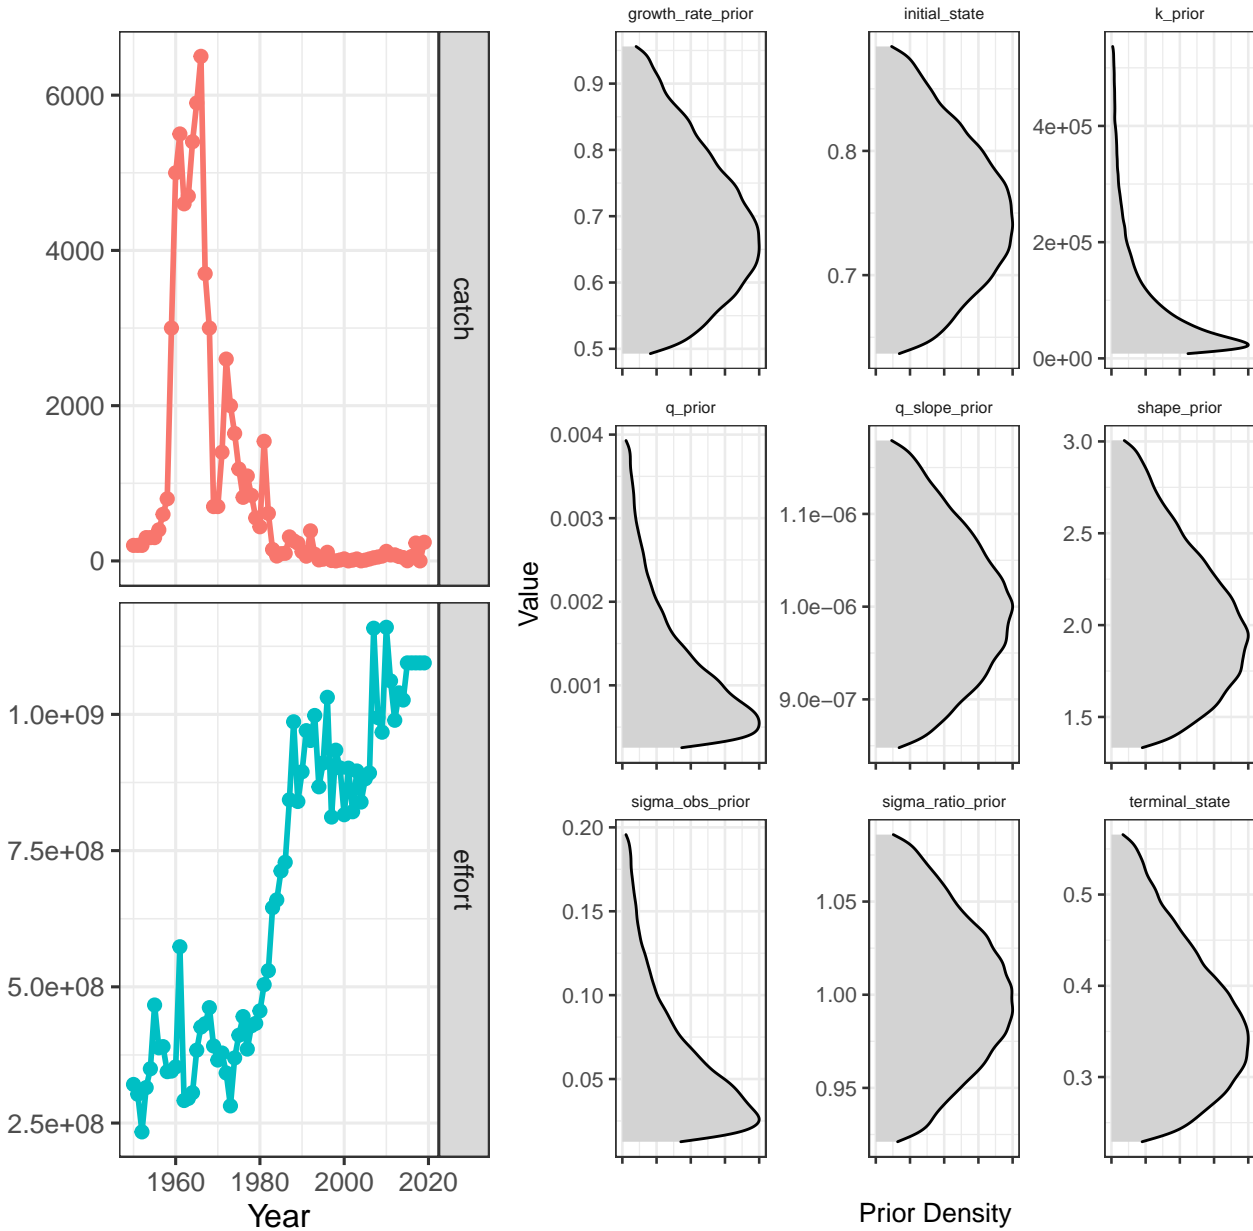 6000
4000
2000
0
catch
1.0e+09
7.5e+08
5.0e+08
2.5e+08
effort
1960 1980 2000 2020
Year
growth_rate_prior
0.9
0.8
0.7
0.6
0.5
initial_state
0.8
0.7
k_prior
4e+05
2e+05
0e+00
Value
q_prior
0.004
0.003
0.002
0.001
q_slope_prior
1.1e−06
1.0e−06
9.0e−07
shape_prior
3.0
2.5
2.0
1.5
sigma_obs_prior
0.20
0.15
0.10
0.05
sigma_ratio_prior
1.05
1.00
0.95
terminal_state
0.5
0.4
0.3
Prior Density